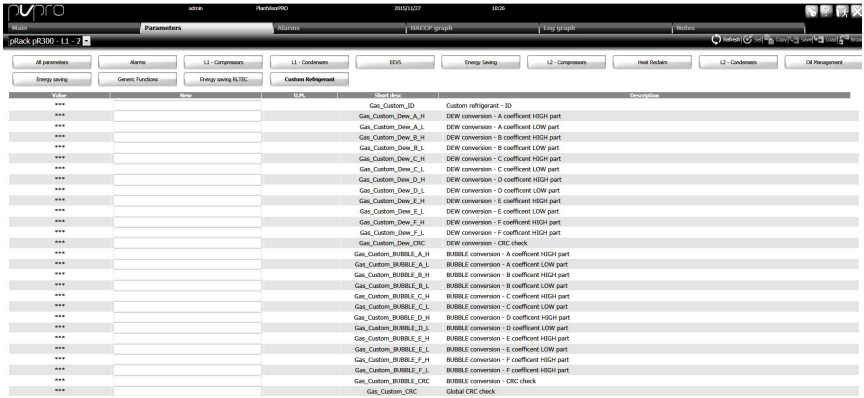 pvpro admin PlantVisorPRO 2015/11/27 10:26
Main Parameters Alarms HACCP graph Log graph Notes
pRack pR300 - L1 - 2 Refresh Set Copy Save Load
All parameters Alarms L1 - Compressors L1 - Condensers EEVS Energy Saving L2 - Compressors Heat Reclaim L2 - Condensers Oil Management
Energy saving Generic Functions Energy saving RLTEC Custom Refrigerant
Value New U.M. Short desc Description
*** Gas_Custom_ID Custom refrigerant - ID
*** Gas_Custom_Dew_A_H DEW conversion - A coefficent HIGH part
*** Gas_Custom_Dew_A_L DEW conversion - A coefficent LOW part
*** Gas_Custom_Dew_B_H DEW conversion - B coefficent HIGH part
*** Gas_Custom_Dew_B_L DEW conversion - B coefficent LOW part
*** Gas_Custom_Dew_C_H DEW conversion - C coefficent HIGH part
*** Gas_Custom_Dew_C_L DEW conversion - C coefficent LOW part
*** Gas_Custom_Dew_D_H DEW conversion - D coefficent HIGH part
*** Gas_Custom_Dew_D_L DEW conversion - D coefficent LOW part
*** Gas_Custom_Dew_E_H DEW conversion - E coefficent HIGH part
*** Gas_Custom_Dew_E_L DEW conversion - E coefficent LOW part
*** Gas_Custom_Dew_F_H DEW conversion - F coefficent HIGH part
*** Gas_Custom_Dew_F_L DEW conversion - F coefficent LOW part
*** Gas_Custom_Dew_CRC DEW conversion - CRC check
*** Gas_Custom_BUBBLE_A_H BUBBLE conversion - A coefficent HIGH part
*** Gas_Custom_BUBBLE_A_L BUBBLE conversion - A coefficent LOW part
*** Gas_Custom_BUBBLE_B_H BUBBLE conversion - B coefficent HIGH part
*** Gas_Custom_BUBBLE_B_L BUBBLE conversion - B coefficent LOW part
*** Gas_Custom_BUBBLE_C_H BUBBLE conversion - C coefficent HIGH part
*** Gas_Custom_BUBBLE_C_L BUBBLE conversion - C coefficent LOW part
*** Gas_Custom_BUBBLE_D_H BUBBLE conversion - D coefficent HIGH part
*** Gas_Custom_BUBBLE_D_L BUBBLE conversion - D coefficent LOW part
*** Gas_Custom_BUBBLE_E_H BUBBLE conversion - E coefficent HIGH part
*** Gas_Custom_BUBBLE_E_L BUBBLE conversion - E coefficent LOW part
*** Gas_Custom_BUBBLE_F_H BUBBLE conversion - F coefficent HIGH part
*** Gas_Custom_BUBBLE_F_L BUBBLE conversion - F coefficent HIGH part
*** Gas_Custom_BUBBLE_CRC BUBBLE conversion - CRC check
*** Gas_Custom_CRC Global CRC check